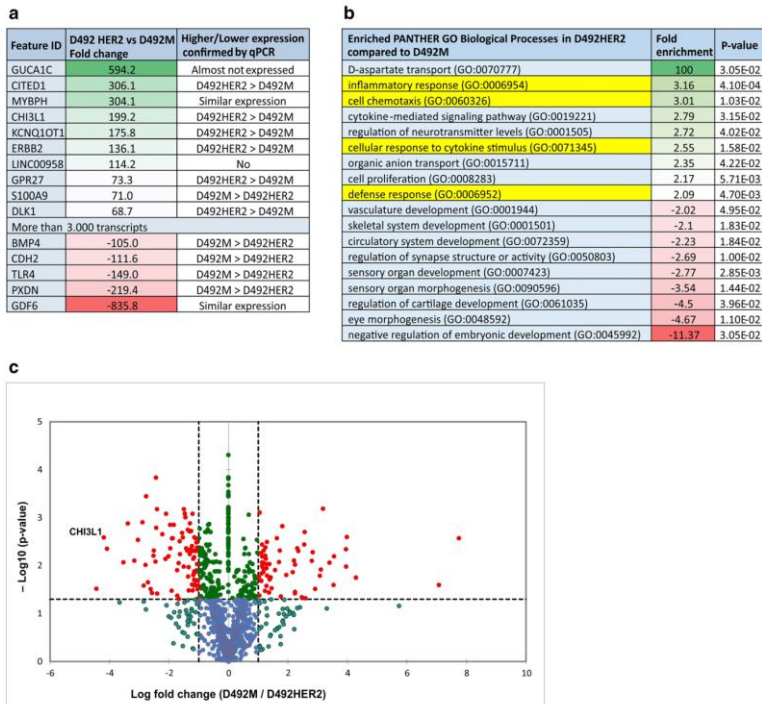 a
Feature ID D492 HER2 vs D492M Fold change Higher/Lower expression confirmed by qPCR
GUCA1C 594.2 Almost not expressed
CITED1 306.1 D492HER2 > D492M
MYBPH 304.1 Similar expression
CHI3L1 199.2 D492HER2 > D492M
KCNQ1OT1 175.8 D492HER2 > D492M
ERBB2 136.1 D492HER2 > D492M
LINC00958 114.2 No
GPR27 73.3 D492HER2 > D492M
S100A9 71.0 D492M > D492HER2
DLK1 68.7 D492HER2 > D492M
More than 3.000 transcripts
BMP4 -105.0 D492M > D492HER2
CDH2 -111.6 D492M > D492HER2
TLR4 -149.0 D492M > D492HER2
PXDN -219.4 D492M > D492HER2
GDF6 -835.8 Similar expression
b
Enriched PANTHER GO Biological Processes in D492HER2 compared to D492M Fold enrichment P-value
D-aspartate transport (GO:0070777) 100 3.05E-02
inflammatory response (GO:0006954) 3.16 4.10E-04
cell chemotaxis (GO:0060326) 3.01 1.03E-02
cytokine-mediated signaling pathway (GO:0019221) 2.79 3.15E-02
regulation of neurotransmitter levels (GO:0001505) 2.72 4.02E-02
cellular response to cytokine stimulus (GO:0071345) 2.55 1.58E-02
organic anion transport (GO:0015711) 2.35 4.22E-02
cell proliferation (GO:0008283) 2.17 5.71E-03
defense response (GO:0006952) 2.09 4.70E-03
vasculature development (GO:0001944) -2.02 4.95E-02
skeletal system development (GO:0001501) -2.1 1.83E-02
circulatory system development (GO:0072359) -2.23 1.84E-02
regulation of synapse structure or activity (GO:0050803) -2.69 1.00E-02
sensory organ development (GO:0007423) -2.77 2.85E-03
sensory organ morphogenesis (GO:0090596) -3.54 1.44E-02
regulation of cartilage development (GO:0061035) -4.5 3.96E-02
eye morphogenesis (GO:0048592) -4.67 1.10E-02
negative regulation of embryonic development (GO:0045992) -11.37 3.05E-02
c
5
4
3
2
1
0
– Log10 (p-value)
CHI3L1
-6 -4 -2 0 2 4 6 8 10
Log fold change (D492M / D492HER2)